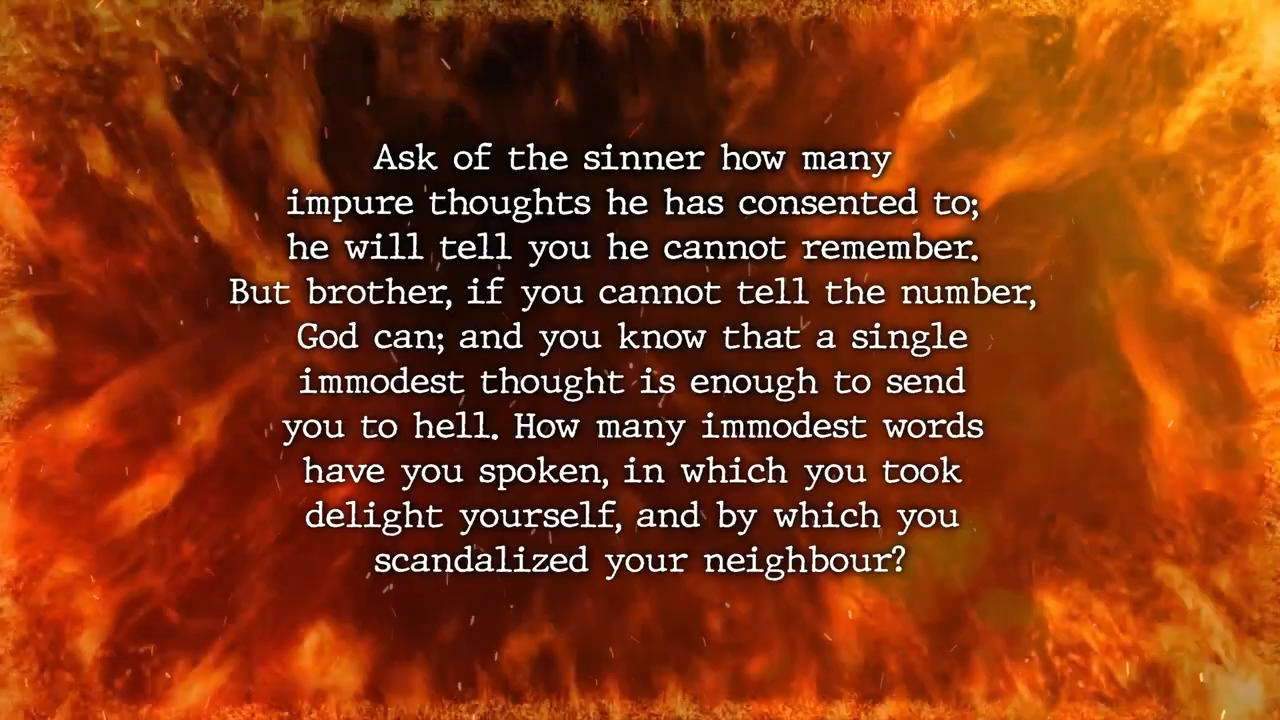 Ask of the sinner how many
impure thoughts he has consented to;
he will tell you he cannot remember.
But brother, if you cannot tell the number,
God can; and you know that a single
immodest thought is enough to send
you to hell. How many immodest words
have you spoken, in which you took
delight yourself, and by which you
scandalized your neighbour?